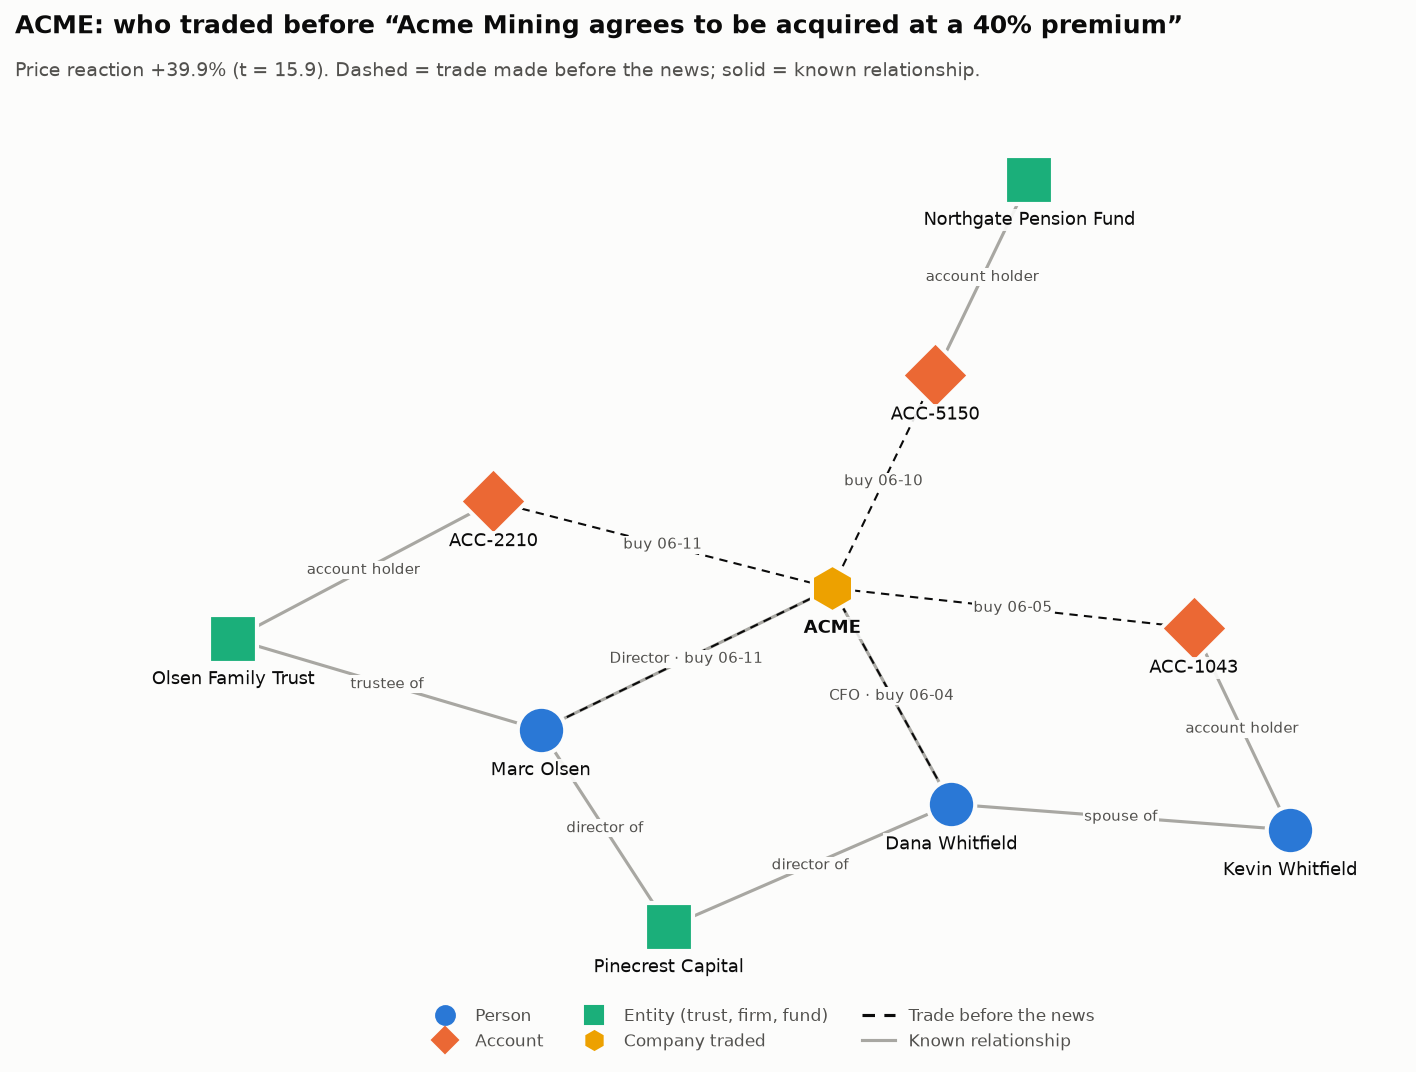 ACME: who traded before “Acme Mining agrees to be acquired at a 40% premium”
Price reaction +39.9% (t = 15.9). Dashed = trade made before the news; solid = known relationship.
Northgate Pension Fund
account holder
ACC-5150
buy 06-10
ACC-2210
buy 06-11
account holder
buy 06-05
ACME
Director · buy 06-11
ACC-1043
Olsen Family Trust
trustee of
CFO · buy 06-04
account holder
Marc Olsen
spouse of
director of
Dana Whitfield
director of
Kevin Whitfield
Pinecrest Capital
Person
Entity (trust, firm, fund)
Trade before the news
Account
Company traded
Known relationship